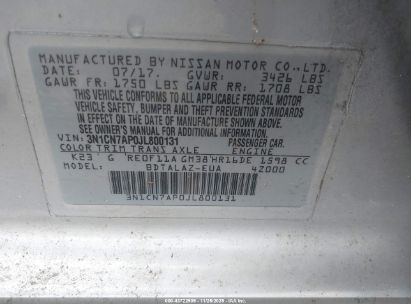 MANUFACTURED BY NISSAN MOTOR CO.,LTD.
DATE: 07/17. GVWR: 3426 LBS
GAWR FR: 1750 LBS GAWR RR: 1708 LBS
THIS VEHICLE CONFORMS TO ALL APPLICABLE FEDERAL MOTOR
VEHICLE SAFETY, BUMPER AND THEFT PREVENTION STANDARDS
IN EFFECT ON THE DATE OF MANUFACTURE SHOWN ABOVE.
SEE OWNER'S MANUAL.
VIN: 3N1CN7AP0JL800131 PASSENGER CAR
COLOR TRIM TRANS AXLE ENGINE
K23 G RE0F11A GM38 HR16DE 1598 CC
MODEL: BDTALAZ-EUA 42000
3N1CN7AP0JL800131